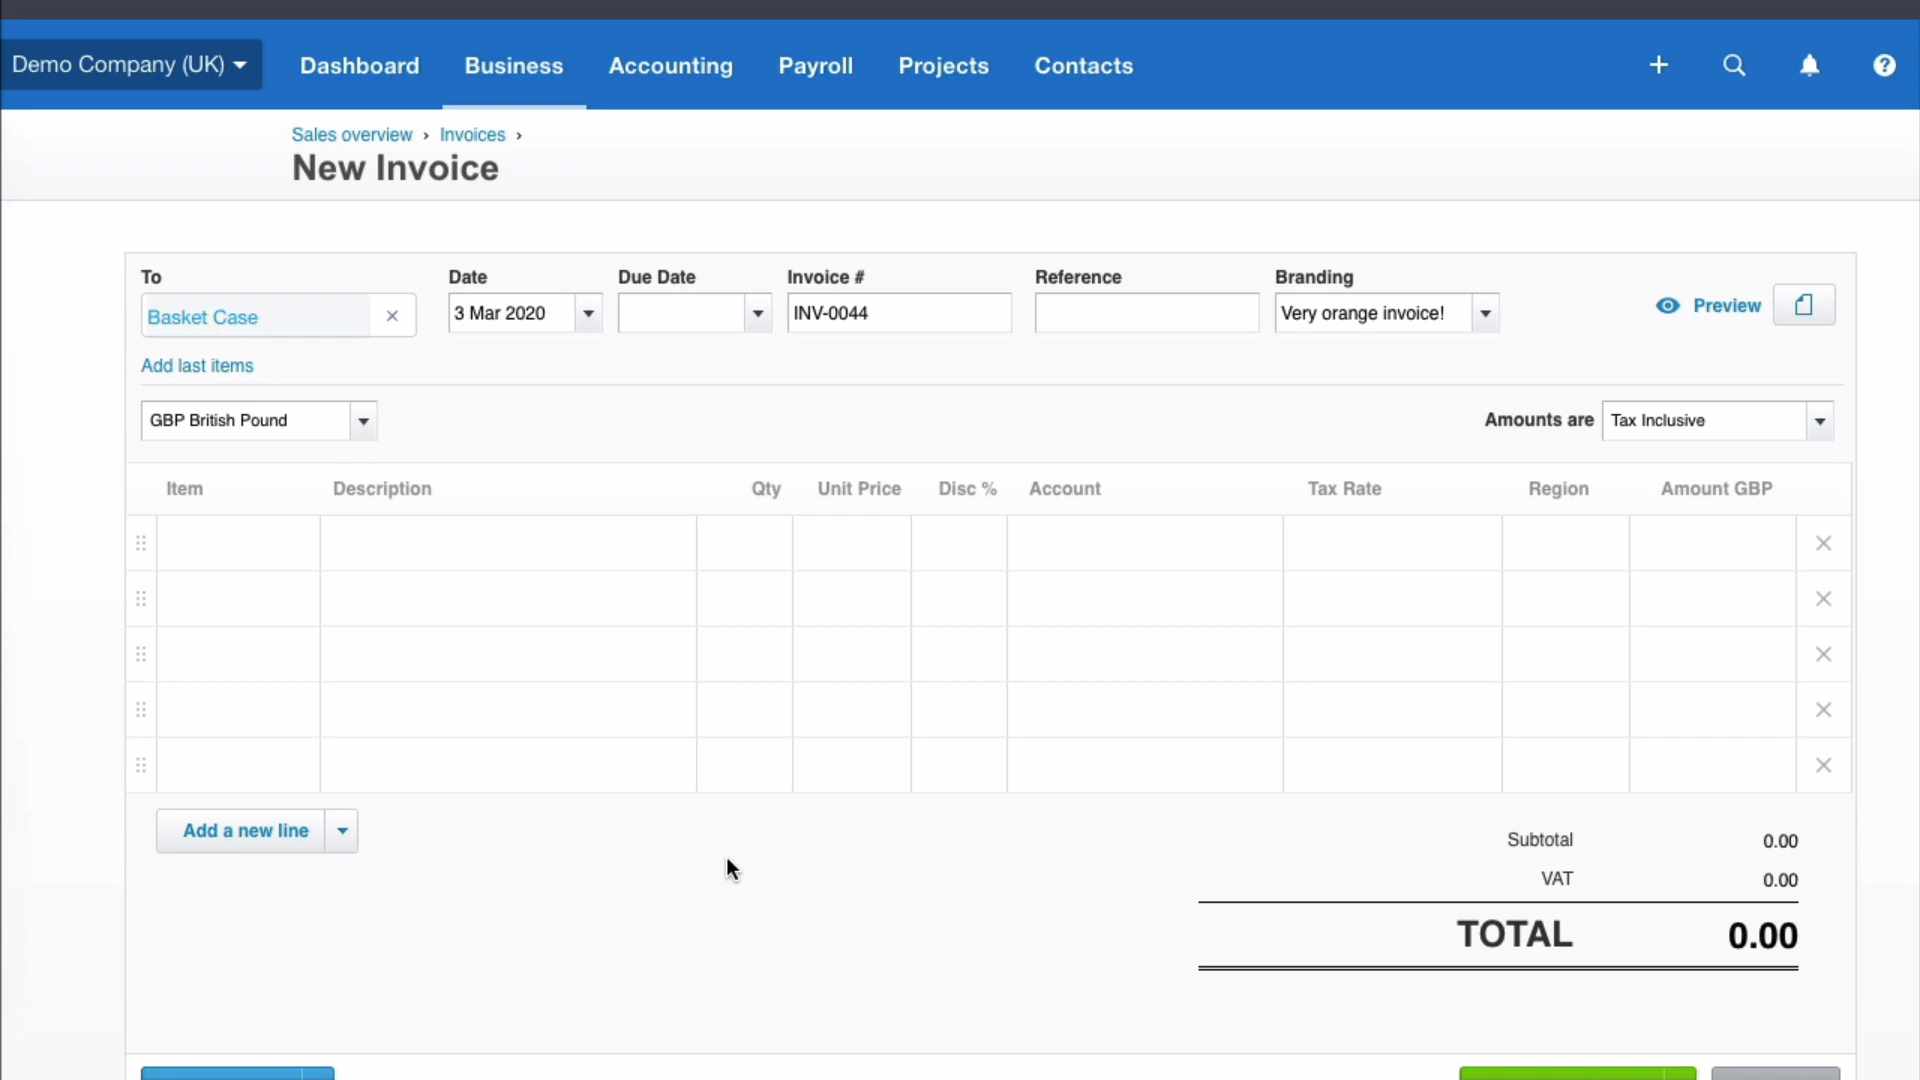 Demo Company (UK) Dashboard Business Accounting Payroll Projects Contacts
Sales overview › Invoices ›
New Invoice
To Date Due Date Invoice # Reference Branding
Basket Case 3 Mar 2020 INV-0044 Very orange invoice! Preview
Add last items
GBP British Pound Amounts are Tax Inclusive
Item Description Qty Unit Price Disc % Account Tax Rate Region Amount GBP
Add a new line
Subtotal 0.00
VAT 0.00
TOTAL 0.00